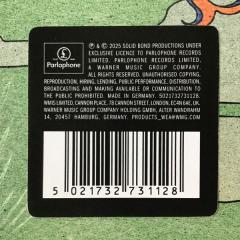 Parlophone
℗ & © 2025 SOLID BOND PRODUCTIONS UNDER
EXCLUSIVE LICENCE TO PARLOPHONE RECORDS
LIMITED. PARLOPHONE RECORDS LIMITED,
A WARNER MUSIC GROUP COMPANY.
ALL RIGHTS RESERVED. UNAUTHORISED COPYING,
REPRODUCTION, HIRING, LENDING, PUBLIC PERFORMANCE, DISTRIBUTION,
BROADCASTING AND MAKING AVAILABLE OR COMMUNICATION TO
THE PUBLIC PROHIBITED. MADE IN GERMANY. 5021732731128.
WMIS LIMITED, CANNON PLACE, 78 CANNON STREET, LONDON, EC4N 6AF, UK.
WARNER MUSIC GROUP COMPANY HOLDING GMBH, ALTER WANDRAHM
14, 20457 HAMBURG, GERMANY, PRODUCTS_WEA@WMG.COM
5 021732 731128